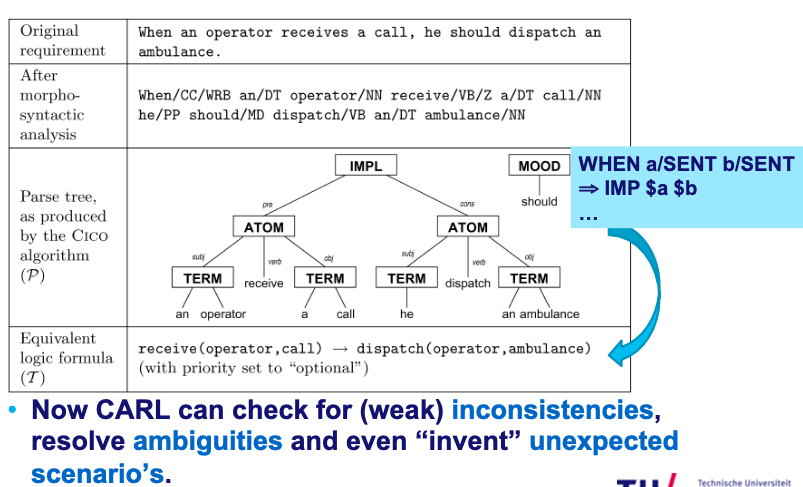 Original
requirement
When an operator receives a call, he should dispatch an
ambulance.
After
morpho-
syntactic
analysis
When/CC/WRB an/DT operator/NN receive/VB/Z a/DT call/NN
he/PP should/MD dispatch/VB an/DT ambulance/NN
Parse tree,
as produced
by the CICO
algorithm
(𝒫)
IMPL
MOOD
should
pre
cons
ATOM
ATOM
subj
verb
obj
subj
verb
obj
TERM
receive
TERM
TERM
dispatch
TERM
an operator
a call
he
an ambulance
WHEN a/SENT b/SENT
⇒ IMP $a $b
...
Equivalent
logic formula
(𝒯)
receive(operator,call) → dispatch(operator,ambulance)
(with priority set to “optional”)
• Now CARL can check for (weak) inconsistencies,
resolve ambiguities and even “invent” unexpected
scenario’s.
TU/
Technische Universiteit